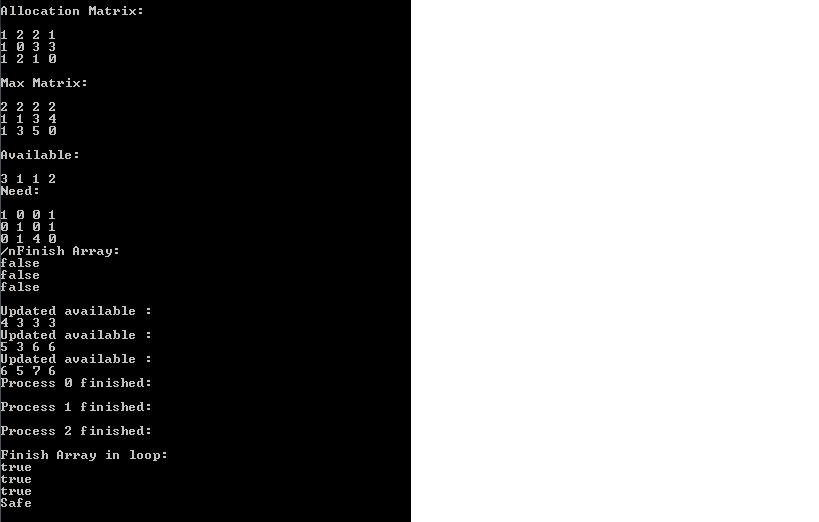 Allocation Matrix:
1 2 2 1
1 0 3 3
1 2 1 0
Max Matrix:
2 2 2 2
1 1 3 4
1 3 5 0
Available:
3 1 1 2
Need:
1 0 0 1
0 1 0 1
0 1 4 0
/nFinish Array:
false
false
false
Updated available :
4 3 3 3
Updated available :
5 3 6 6
Updated available :
6 5 7 6
Process 0 finished:
Process 1 finished:
Process 2 finished:
Finish Array in loop:
true
true
true
Safe